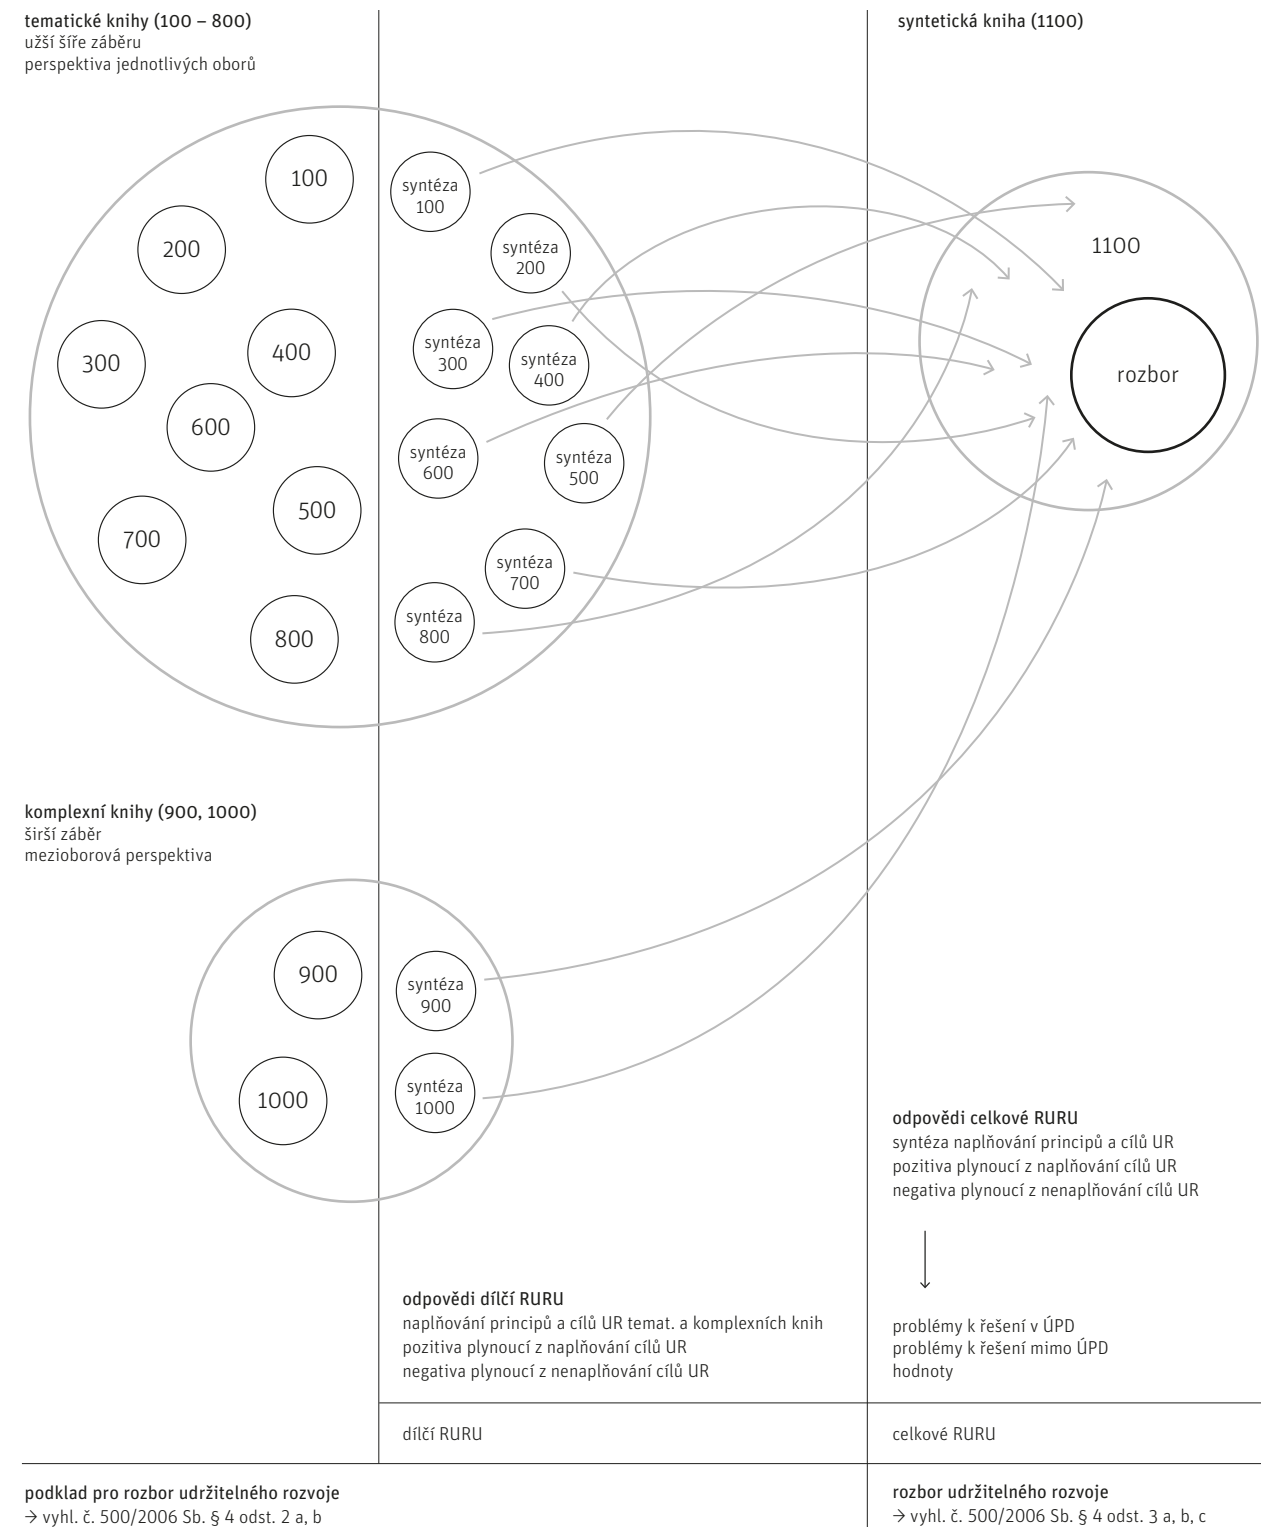 tematické knihy (100 – 800)
užší šíře záběru
perspektiva jednotlivých oborů
syntetická kniha (1100)
100
200
300
400
600
500
700
800
syntéza
100
syntéza
200
syntéza
300
syntéza
400
syntéza
600
syntéza
500
syntéza
700
syntéza
800
1100
rozbor
komplexní knihy (900, 1000)
širší záběr
mezioborová perspektiva
900
1000
syntéza
900
syntéza
1000
odpovědi celkové RURU
syntéza naplňování principů a cílů UR
pozitiva plynoucí z naplňování cílů UR
negativa plynoucí z nenaplňování cílů UR
odpovědi dílčí RURU
naplňování principů a cílů UR temat. a komplexních knih
pozitiva plynoucí z naplňování cílů UR
negativa plynoucí z nenaplňování cílů UR
problémy k řešení v ÚPD
problémy k řešení mimo ÚPD
hodnoty
dílčí RURU
celkové RURU
podklad pro rozbor udržitelného rozvoje
→ vyhl. č. 500/2006 Sb. § 4 odst. 2 a, b
rozbor udržitelného rozvoje
→ vyhl. č. 500/2006 Sb. § 4 odst. 3 a, b, c